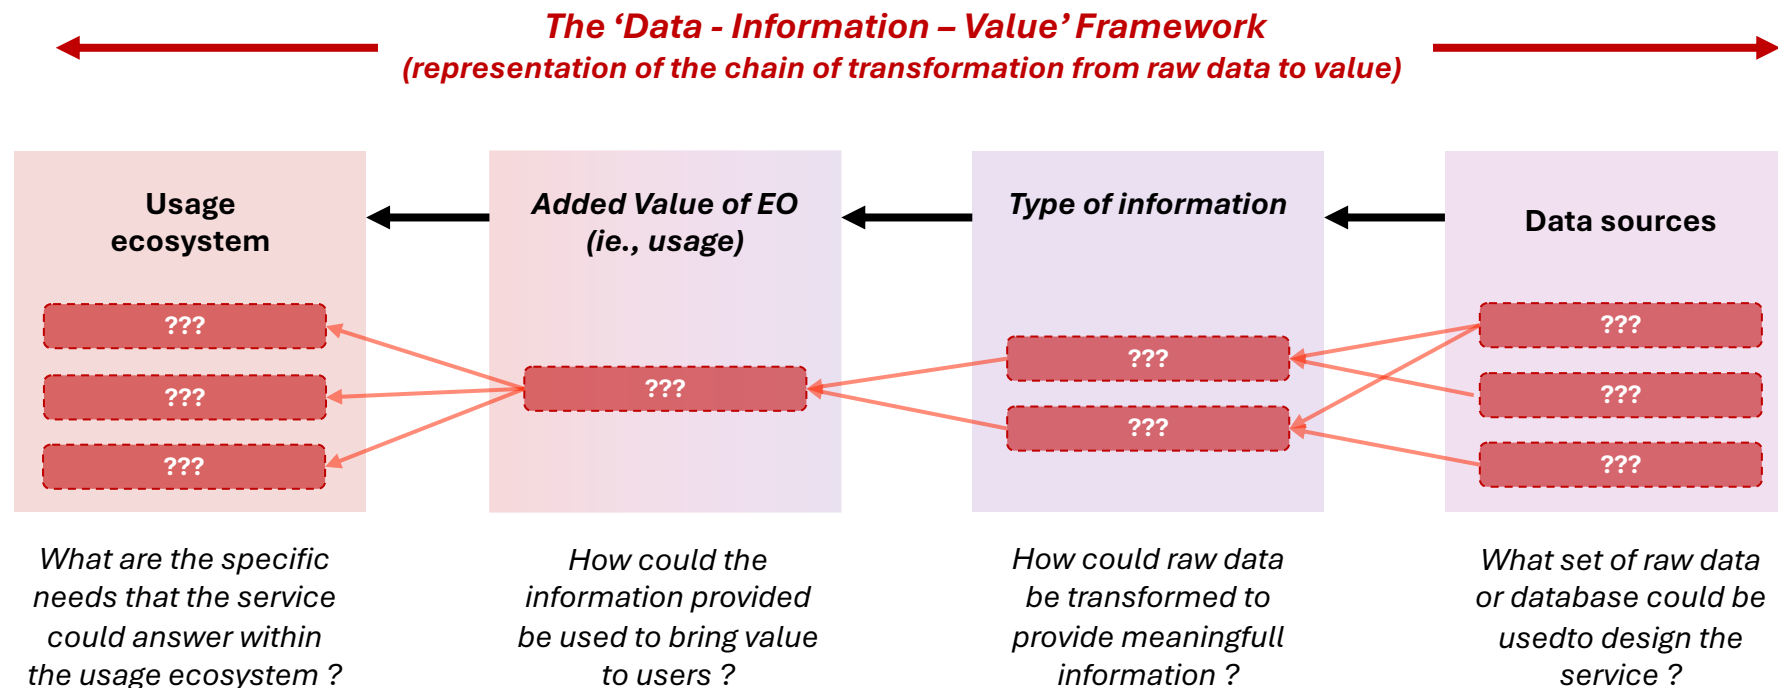 The ‘Data - Information – Value’ Framework
(representation of the chain of transformation from raw data to value)
Usage
ecosystem
???
???
???
What are the specific
needs that the service
could answer within
the usage ecosystem ?
Added Value of EO
(ie., usage)
???
How could the
information provided
be used to bring value
to users ?
Type of information
???
???
How could raw data
be transformed to
provide meaningfull
information ?
Data sources
???
???
???
What set of raw data
or database could be
usedto design the
service ?